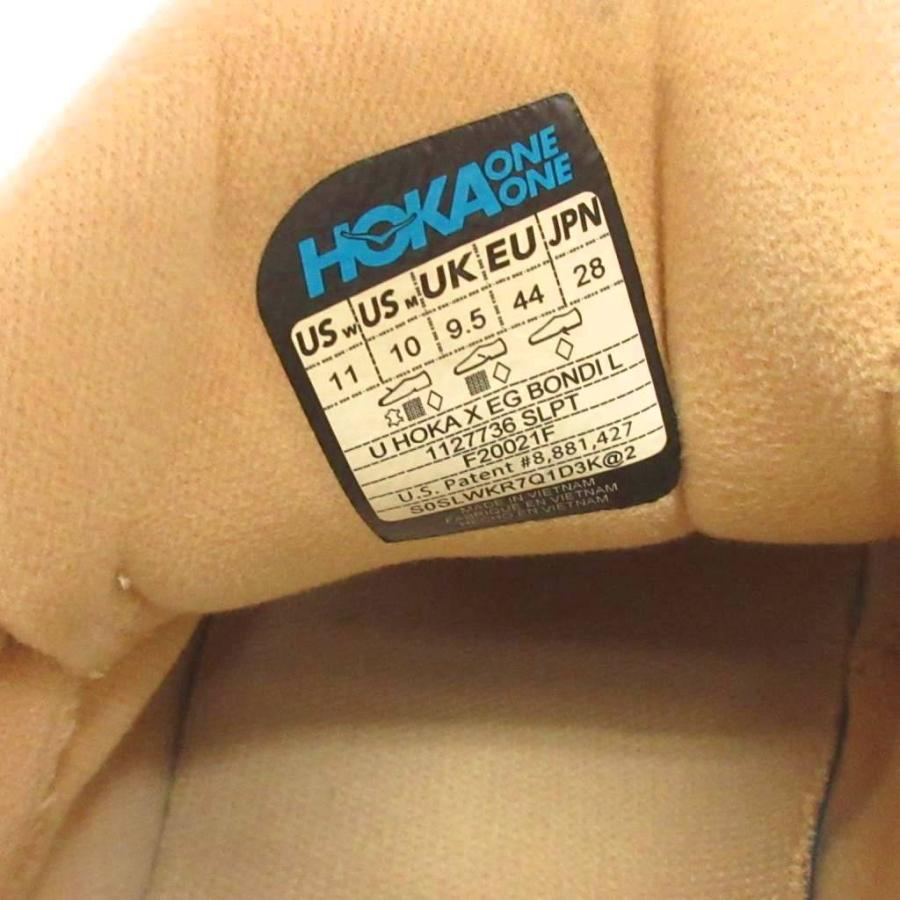 HOKA ONE ONE
US W US M UK EU JPN
11 10 9.5 44 28
U HOKA X EG BONDI L
1127736 SLPT
F20021F
U.S. Patent #8,881,427
S0SLWKR7Q1D3K@2
MADE IN VIETNAM
FABRIQUE EN VIETNAM
HECHO EN VIETNAM